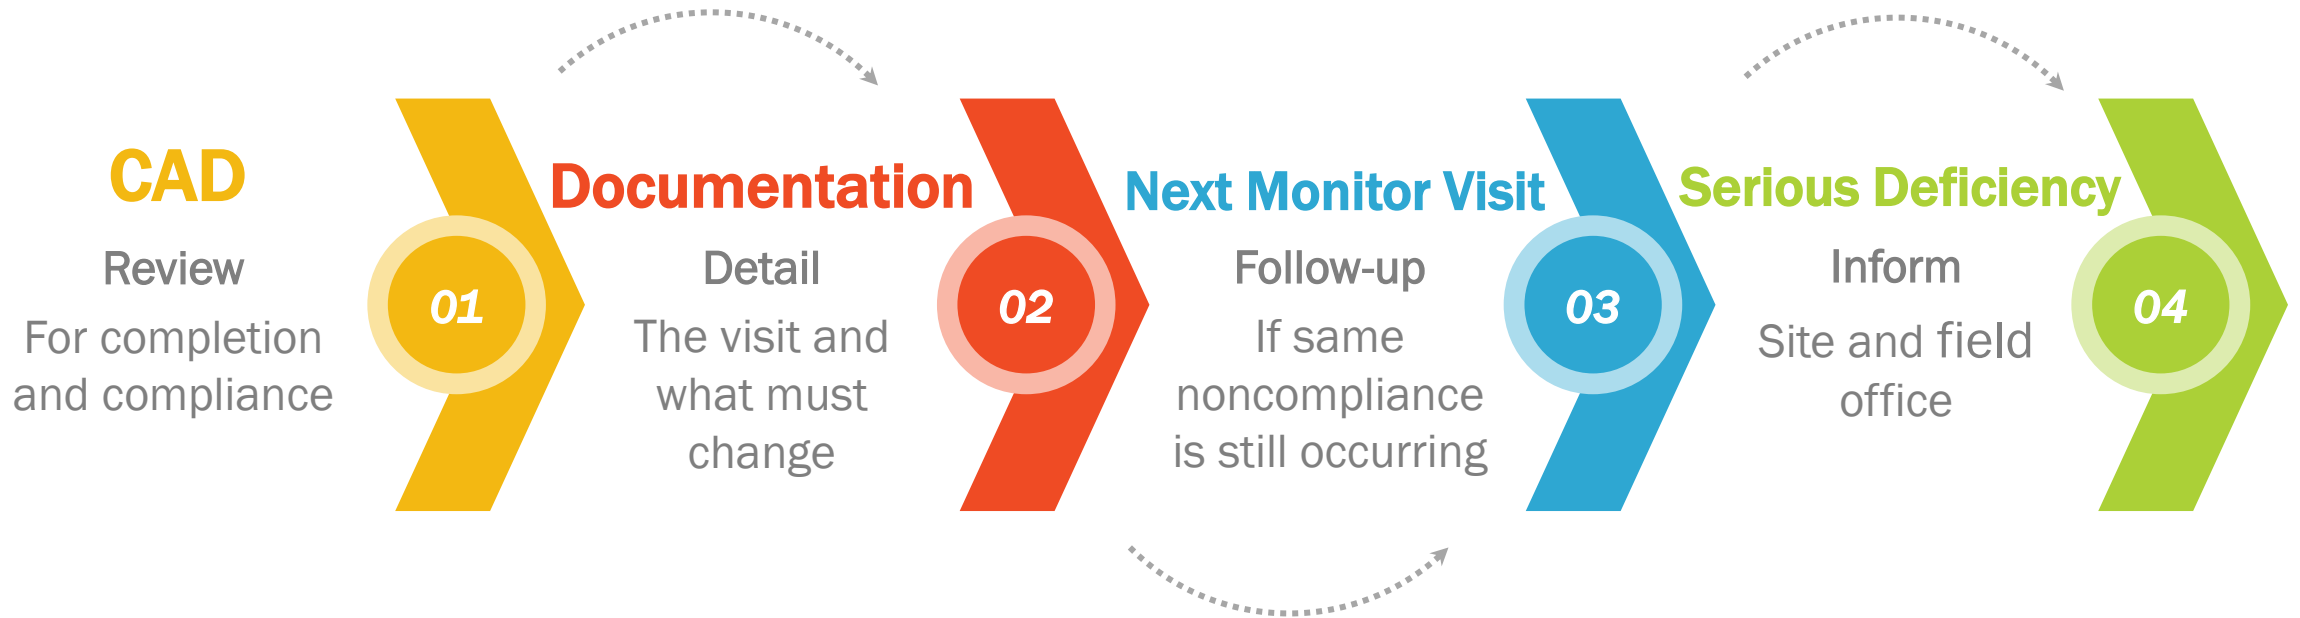 CAD
Review
For completion
and compliance
01
Documentation
Detail
The visit and
what must
change
02
Next Monitor Visit
Follow-up
If same
noncompliance
is still occurring
03
Serious Deficiency
Inform
Site and field
office
04